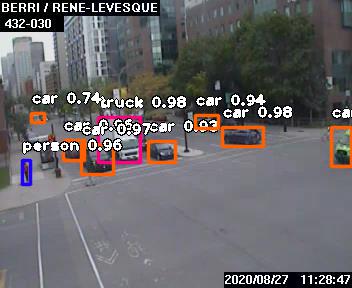 BERRI / RENE-LEVESQUE
432-030
car 0.74
truck 0.98
car 0.94
car 0.98
car
car 0.97
car 0.93
person 0.96
2020/08/27 11:28:47